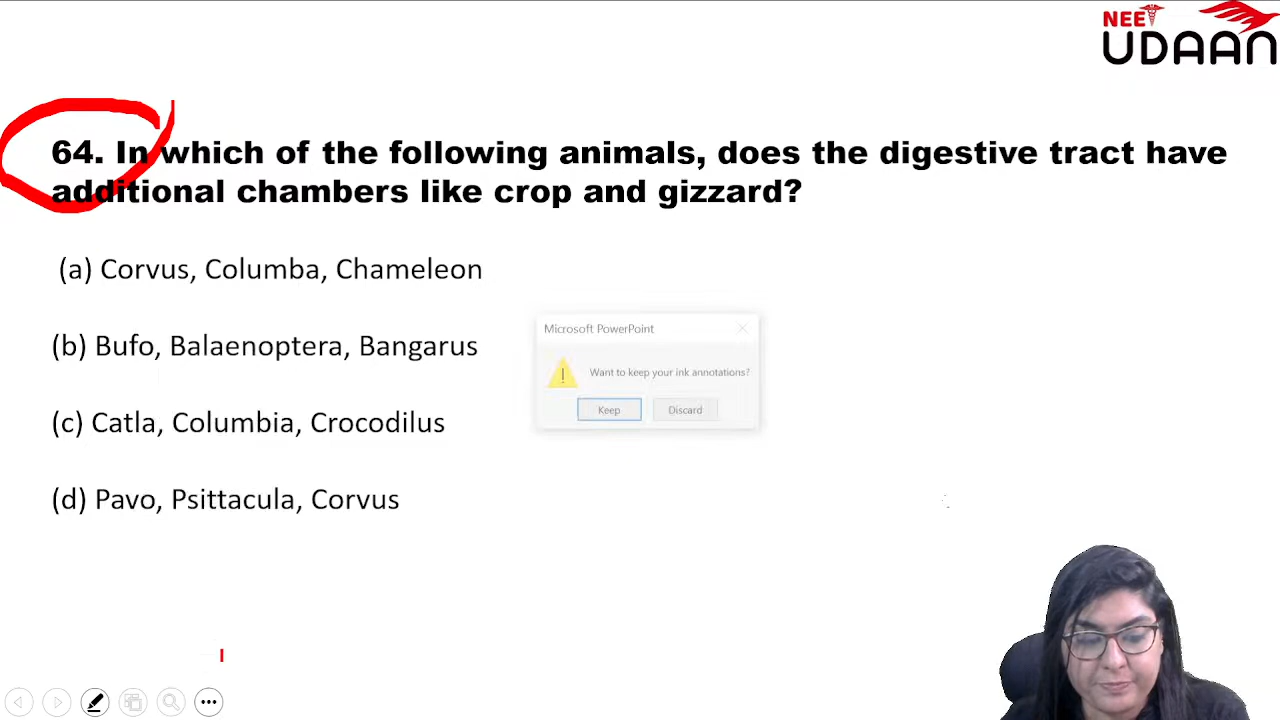 NEET
UDAAN
64. In which of the following animals, does the digestive tract have
additional chambers like crop and gizzard?
(a) Corvus, Columba, Chameleon
(b) Bufo, Balaenoptera, Bangarus
(c) Catla, Columbia, Crocodilus
(d) Pavo, Psittacula, Corvus
Microsoft PowerPoint
Want to keep your ink annotations?
Keep
Discard